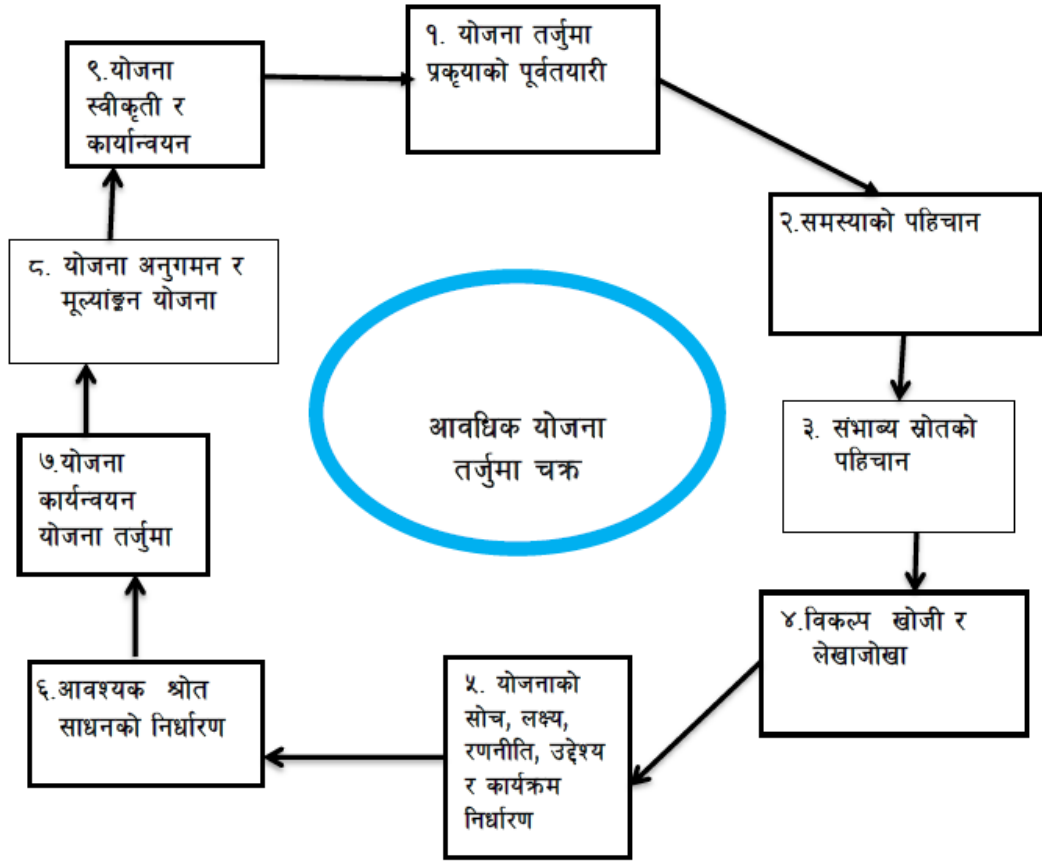 १. योजना तर्जुमा
प्रकृयाको पूर्वतयारी
२.समस्याको पहिचान
३. संभाब्य स्रोतको
पहिचान
४.विकल्प खोजी र
लेखाजोखा
५. योजनाको
सोच, लक्ष्य,
रणनीति, उद्देश्य
र कार्यक्रम
निर्धारण
६.आवश्यक श्रोत
साधनको निर्धारण
७.योजना
कार्यन्वयन
योजना तर्जुमा
८. योजना अनुगमन र
मूल्यांङ्कन योजना
९.योजना
स्वीकृती र
कार्यान्वयन
आवधिक योजना
तर्जुमा चक्र